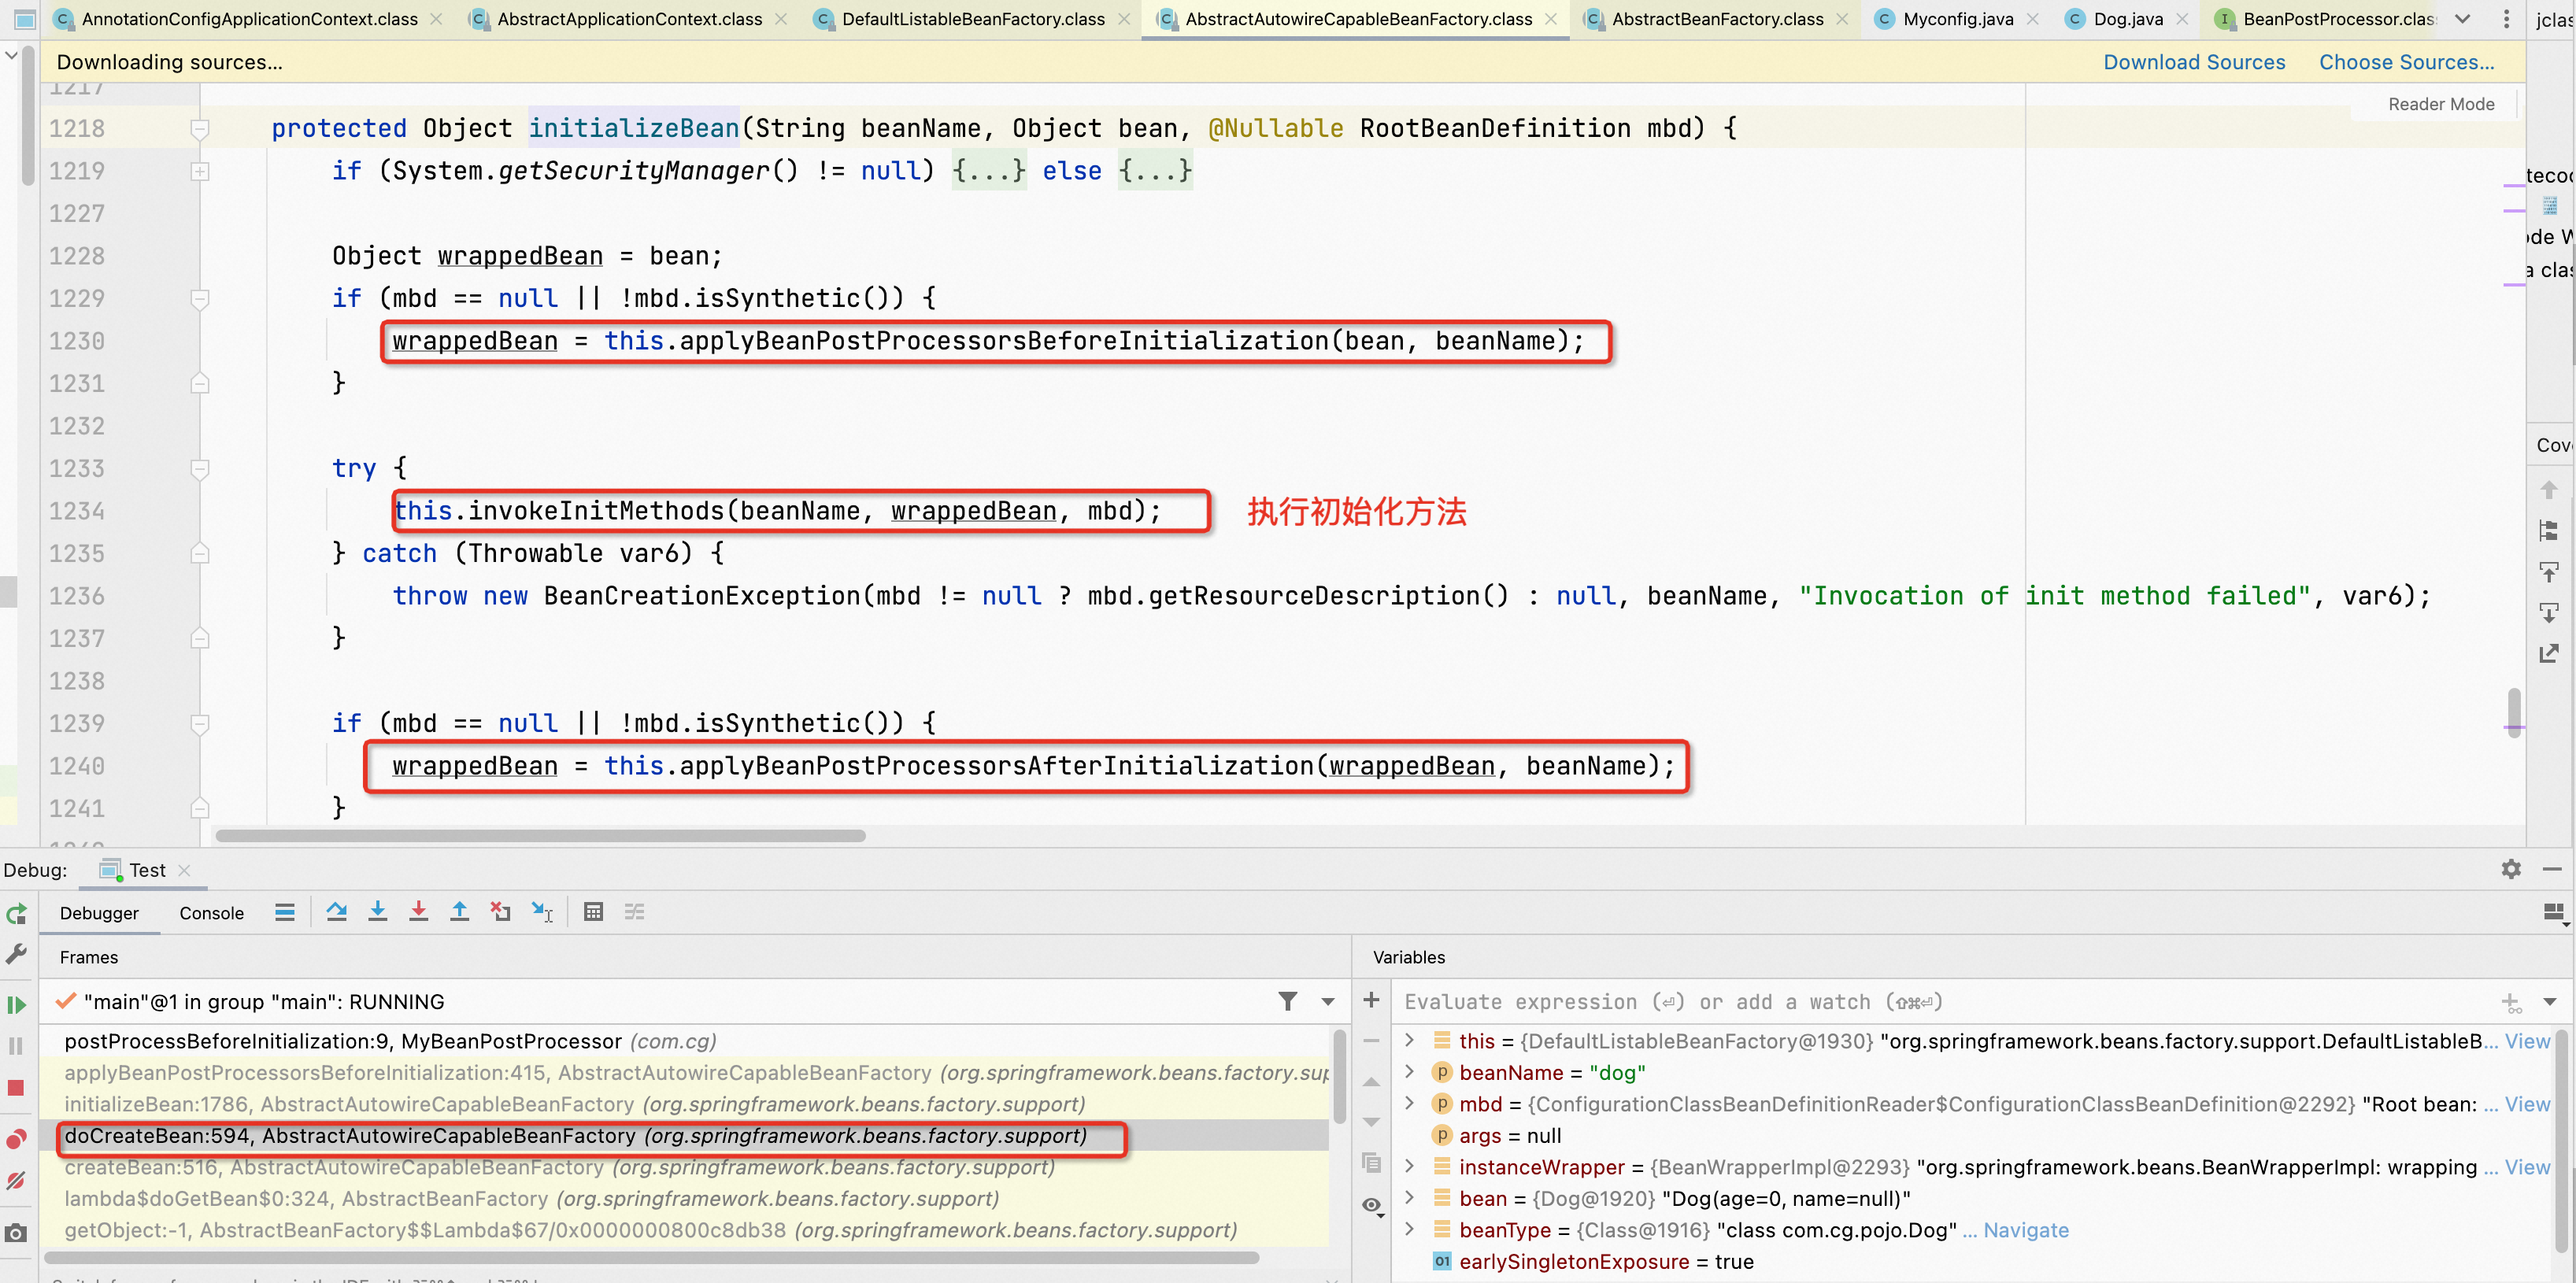 AnnotationConfigApplicationContext.class AbstractApplicationContext.class DefaultListableBeanFactory.class AbstractAutowireCapableBeanFactory.class AbstractBeanFactory.class Myconfig.java Dog.java BeanPostProcessor.clas jclas
Downloading sources... Download Sources Choose Sources...
1217
Reader Mode
1218 protected Object initializeBean(String beanName, Object bean, @Nullable RootBeanDefinition mbd) {
1219 if (System.getSecurityManager() != null) {...} else {...}
1227
1228 Object wrappedBean = bean;
1229 if (mbd == null || !mbd.isSynthetic()) {
1230 wrappedBean = this.applyBeanPostProcessorsBeforeInitialization(bean, beanName);
1231 }
1232
1233 try {
1234 this.invokeInitMethods(beanName, wrappedBean, mbd); 执行初始化方法
1235 } catch (Throwable var6) {
1236 throw new BeanCreationException(mbd != null ? mbd.getResourceDescription() : null, beanName, "Invocation of init method failed", var6);
1237 }
1238
1239 if (mbd == null || !mbd.isSynthetic()) {
1240 wrappedBean = this.applyBeanPostProcessorsAfterInitialization(wrappedBean, beanName);
1241 }
tecod
ode W
a clas
Cov
Debug: Test
Debugger Console
Frames
"main"@1 in group "main": RUNNING
postProcessBeforeInitialization:9, MyBeanPostProcessor (com.cg)
applyBeanPostProcessorsBeforeInitialization:415, AbstractAutowireCapableBeanFactory (org.springframework.beans.factory.sup
initializeBean:1786, AbstractAutowireCapableBeanFactory (org.springframework.beans.factory.support)
doCreateBean:594, AbstractAutowireCapableBeanFactory (org.springframework.beans.factory.support)
createBean:516, AbstractAutowireCapableBeanFactory (org.springframework.beans.factory.support)
lambda$doGetBean$0:324, AbstractBeanFactory (org.springframework.beans.factory.support)
getObject:-1, AbstractBeanFactory$$Lambda$67/0x0000000800c8db38 (org.springframework.beans.factory.support)
Variables
Evaluate expression (⏎) or add a watch (⇧⌘⏎)
this = {DefaultListableBeanFactory@1930} "org.springframework.beans.factory.support.DefaultListableB... View
beanName = "dog"
mbd = {ConfigurationClassBeanDefinitionReader$ConfigurationClassBeanDefinition@2292} "Root bean: ... View
args = null
instanceWrapper = {BeanWrapperImpl@2293} "org.springframework.beans.BeanWrapperImpl: wrapping ... View
bean = {Dog@1920} "Dog(age=0, name=null)"
beanType = {Class@1916} "class com.cg.pojo.Dog" ... Navigate
earlySingletonExposure = true